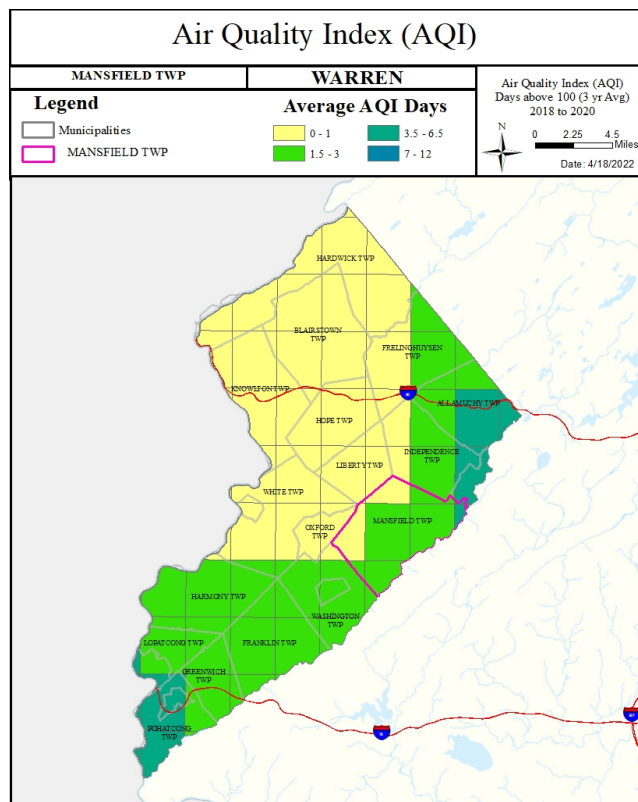 Air Quality Index (AQI)
MANSFIELD TWP
WARREN
Legend
Municipalities
MANSFIELD TWP
Average AQI Days
0 - 1
1.5 - 3
3.5 - 6.5
7 - 12
Air Quality Index (AQI)
Days above 100 (3 yr Avg)
2018 to 2020
N
0 2.25 4.5
Miles
Date: 4/18/2022
HARDWICK TWP
BLAIRSTOWN
TWP
FRELINGHUYSEN
TWP
KNOWLTON TWP
ALLAMUCHY TWP
HOPE TWP
INDEPENDENCE
TWP
LIBERTY TWP
WHITE TWP
MANSFIELD TWP
OXFORD
TWP
HARMONY TWP
WASHINGTON
TWP
LOPATCONG TWP
FRANKLIN TWP
GREENWICH
TWP
POHATCONG
TWP